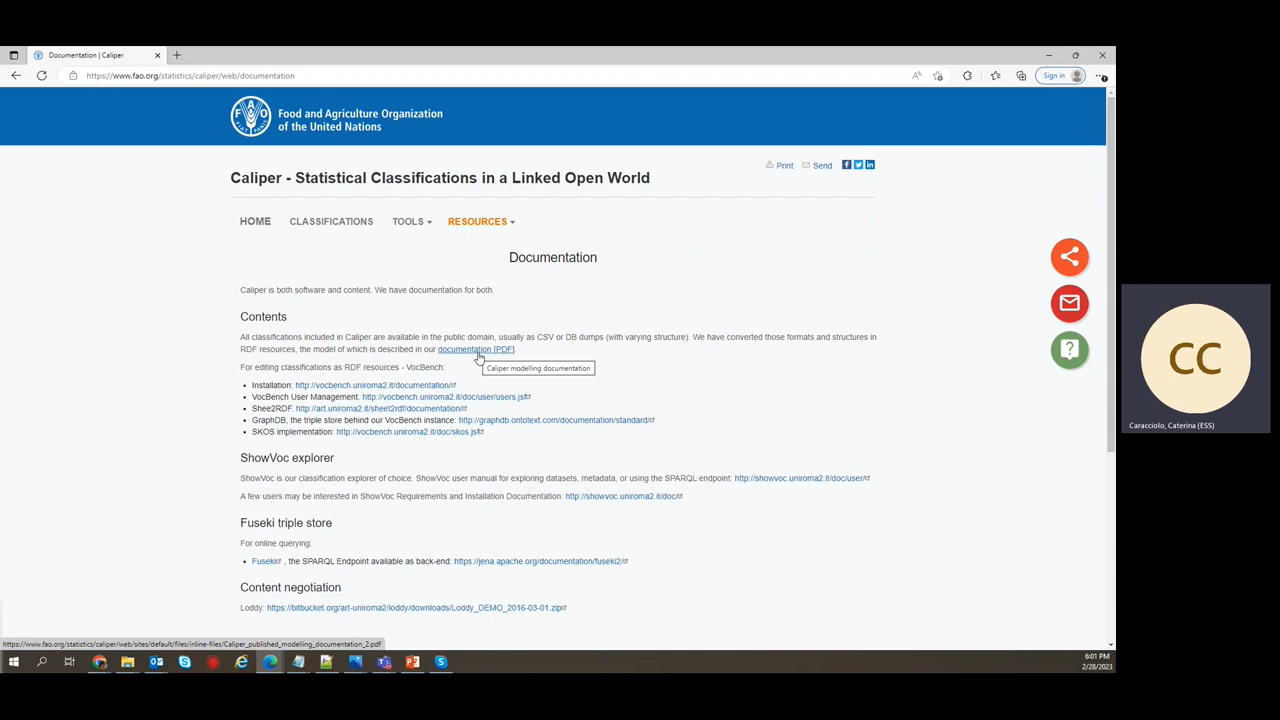 Documentation | Caliper
https://www.fao.org/statistics/caliper/web/documentation
Sign in
Food and Agriculture Organization
of the United Nations
Print
Send
Caliper - Statistical Classifications in a Linked Open World
HOME
CLASSIFICATIONS
TOOLS
RESOURCES
Documentation
Caliper is both software and content. We have documentation for both.
Contents
All classifications included in Caliper are available in the public domain, usually as CSV or DB dumps (with varying structure). We have converted those formats and structures in
RDF resources, the model of which is described in our documentation [PDF].
Caliper modelling documentation
For editing classifications as RDF resources - VocBench:
• Installation: http://vocbench.uniroma2.it/documentation/
• VocBench User Management. http://vocbench.uniroma2.it/doc/user/users.jsf
• Shee2RDF. http://art.uniroma2.it/sheet2rdf/documentation/
• GraphDB, the triple store behind our VocBench instance: http://graphdb.ontotext.com/documentation/standard/
• SKOS implementation: http://vocbench.uniroma2.it/doc/skos.jsf
ShowVoc explorer
ShowVoc is our classification explorer of choice. ShowVoc user manual for exploring datasets, metadata, or using the SPARQL endpoint: http://showvoc.uniroma2.it/doc/user/
A few users may be interested in ShowVoc Requirements and Installation Documentation: http://showvoc.uniroma2.it/doc/
Fuseki triple store
For online querying:
• Fuseki , the SPARQL Endpoint available as back-end: https://jena.apache.org/documentation/fuseki2/
Content negotiation
Loddy: https://bitbucket.org/art-uniroma2/loddy/downloads/Loddy_DEMO_2016-03-01.zip
https://www.fao.org/statistics/caliper/web/sites/default/files/inline-files/Caliper_published_modelling_documentation_2.pdf
6:01 PM
2/28/2023
CC
Caracciolo, Caterina (ESS)